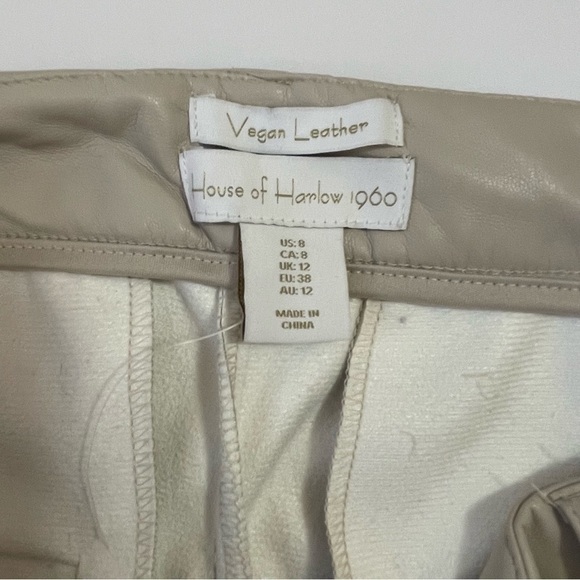 Vegan Leather
House of Harlow 1960
US: 8
CA: 8
UK: 12
EU: 38
AU: 12
MADE IN
CHINA